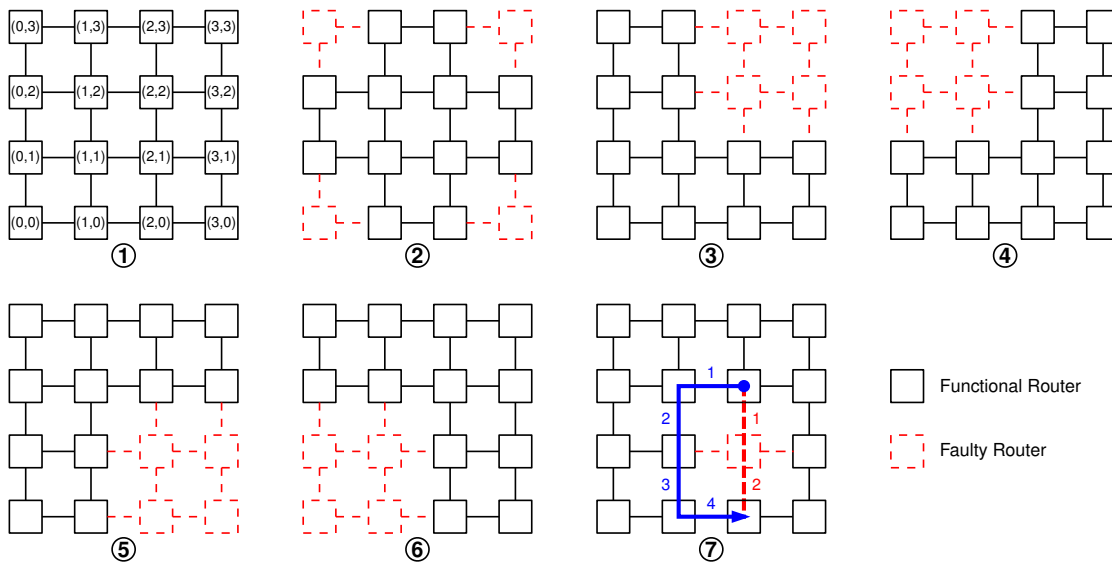 (0,3) (1,3) (2,3) (3,3)
(0,2) (1,2) (2,2) (3,2)
(0,1) (1,1) (2,1) (3,1)
(0,0) (1,0) (2,0) (3,0)
① ② ③ ④
1
2 1
3 2
4
Functional Router
Faulty Router
⑤ ⑥ ⑦